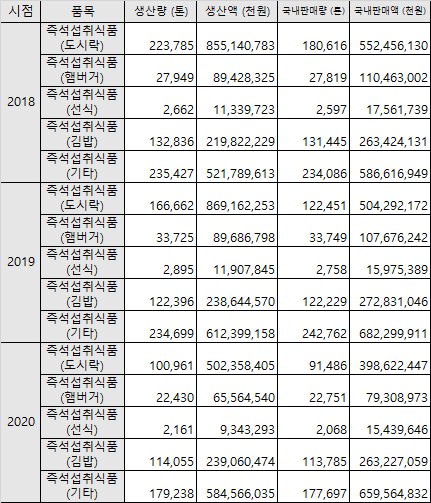 시점 품목 생산량 (톤) 생산액 (천원) 국내판매량 (톤) 국내판매액 (천원)
2018
즉석섭취식품
(도시락) 223,785 855,140,783 180,616 552,456,130
즉석섭취식품
(햄버거) 27,949 89,428,325 27,819 110,463,002
즉석섭취식품
(선식) 2,662 11,339,723 2,597 17,561,739
즉석섭취식품
(김밥) 132,836 219,822,229 131,445 263,424,131
즉석섭취식품
(기타) 235,427 521,789,613 234,086 586,616,949
2019
즉석섭취식품
(도시락) 166,662 869,162,253 122,451 504,292,172
즉석섭취식품
(햄버거) 33,725 89,686,798 33,749 107,676,242
즉석섭취식품
(선식) 2,895 11,907,845 2,758 15,975,389
즉석섭취식품
(김밥) 122,396 238,644,570 122,229 272,831,046
즉석섭취식품
(기타) 234,699 612,399,158 242,762 682,299,911
2020
즉석섭취식품
(도시락) 100,961 502,358,405 91,486 398,622,447
즉석섭취식품
(햄버거) 22,430 65,564,540 22,751 79,308,973
즉석섭취식품
(선식) 2,161 9,343,293 2,068 15,439,646
즉석섭취식품
(김밥) 114,055 239,060,474 113,785 263,227,059
즉석섭취식품
(기타) 179,238 584,566,035 177,697 659,564,832